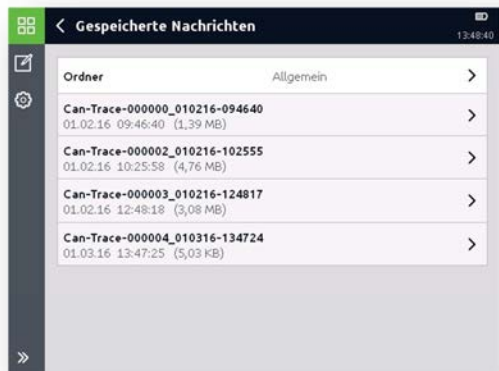 Gespeicherte Nachrichten
13:48:40
Ordner Allgemein
Can-Trace-000000_010216-094640
01.02.16 09:46:40 (1,39 MB)
Can-Trace-000002_010216-102555
01.02.16 10:25:58 (4,76 MB)
Can-Trace-000003_010216-124817
01.02.16 12:48:18 (3,08 MB)
Can-Trace-000004_010316-134724
01.03.16 13:47:25 (5,03 KB)